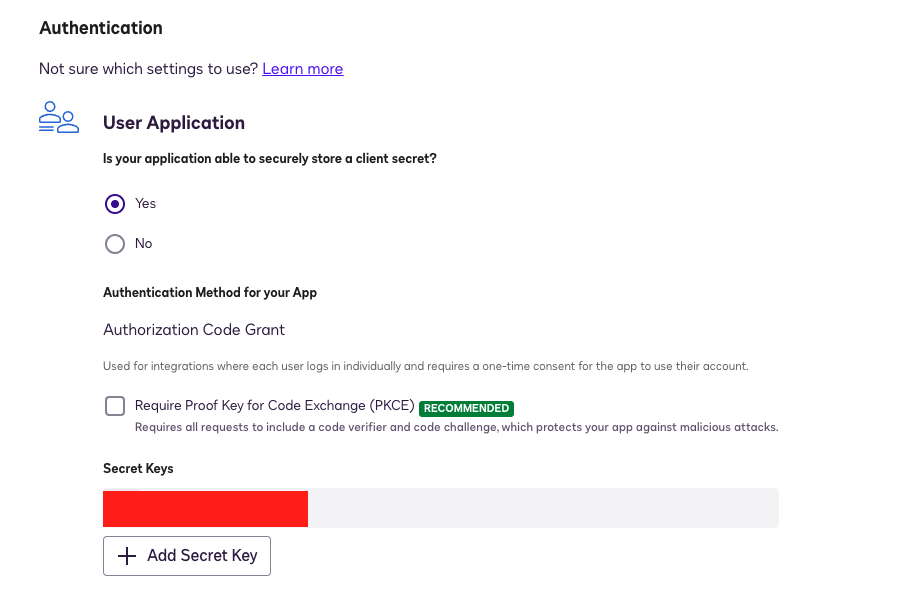 Authentication
Not sure which settings to use? Learn more
User Application
Is your application able to securely store a client secret?
Yes
No
Authentication Method for your App
Authorization Code Grant
Used for integrations where each user logs in individually and requires a one-time consent for the app to use their account.
Require Proof Key for Code Exchange (PKCE) RECOMMENDED
Requires all requests to include a code verifier and code challenge, which protects your app against malicious attacks.
Secret Keys
Add Secret Key